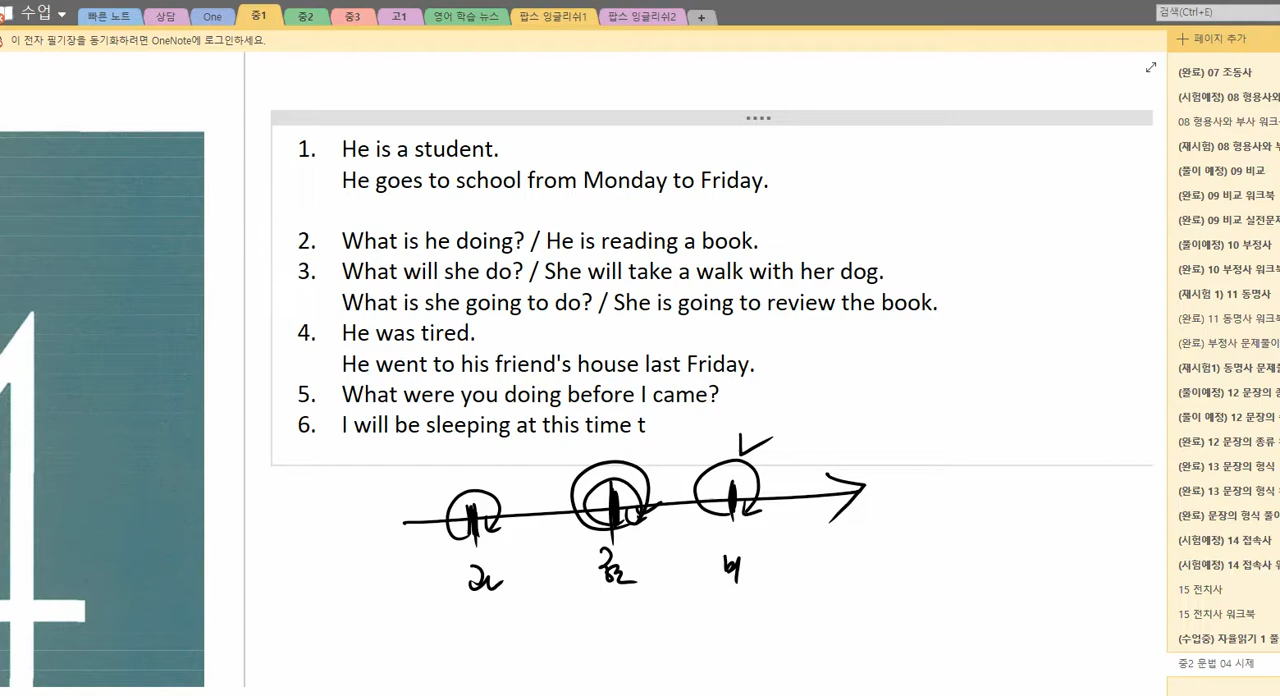 수업
빠른 노트 상담 One 중1 중2 중3 고1 영어 학습 뉴스 팝스 잉글리쉬1 팝스 잉글리쉬2 +
검색(Ctrl+E)
이 전자 필기장을 동기화하려면 OneNote에 로그인하세요.
1. He is a student.
He goes to school from Monday to Friday.
2. What is he doing? / He is reading a book.
3. What will she do? / She will take a walk with her dog.
What is she going to do? / She is going to review the book.
4. He was tired.
He went to his friend's house last Friday.
5. What were you doing before I came?
6. I will be sleeping at this time t
4
페이지 추가
(완료) 07 조동사
(시험예정) 08 형용사와
08 형용사와 부사 워크
(재시험) 08 형용사와 부
(풀이 예정) 09 비교
(완료) 09 비교 워크북
(완료) 09 비교 실전문제
(풀이예정) 10 부정사
(완료) 10 부정사 워크북
(재시험 1) 11 동명사
(완료) 11 동명사 워크북
(완료) 부정사 문제풀이
(재시험1) 동명사 문제풀
(풀이예정) 12 문장의 종
(풀이 예정) 12 문장의
(완료) 12 문장의 종류
(완료) 13 문장의 형식
(완료) 13 문장의 형식
(완료) 문장의 형식 풀이
(시험예정) 14 접속사
(시험예정) 14 접속사 워
15 전치사
15 전치사 워크북
(수업중) 자율읽기 1 풀
중2 문법 04 시제